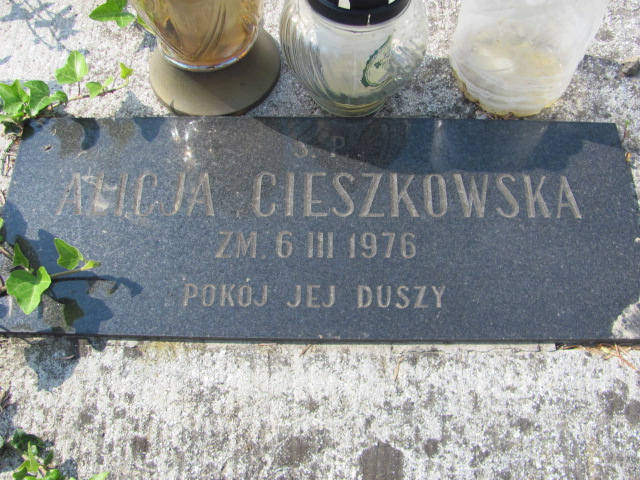 Ś. P.
ALICJA CIESZKOWSKA
ZM. 6 III 1976
POKÓJ JEJ DUSZY